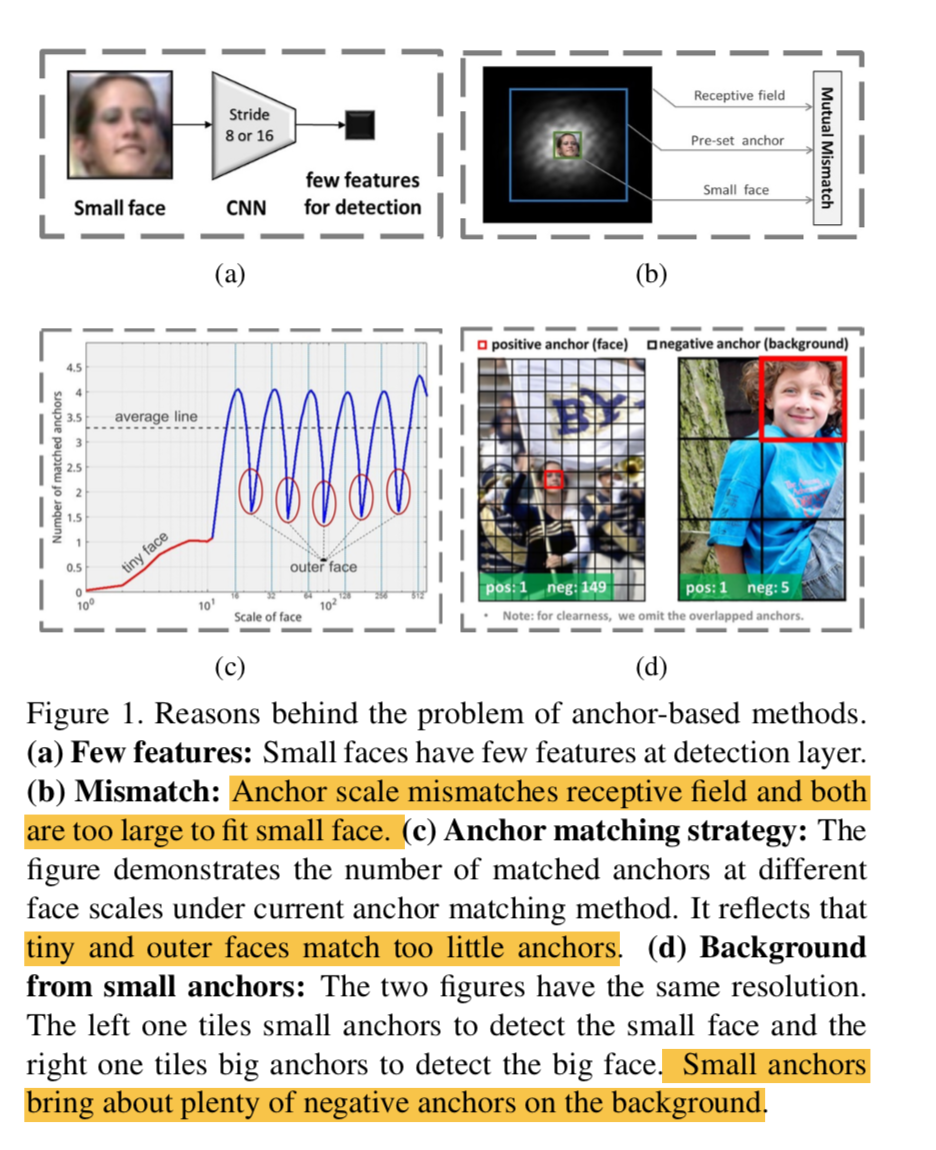 Stride
8 or 16
few features
for detection
Small face
CNN
(a)
Receptive field
Pre-set anchor
Small face
Mutual Mismatch
(b)
Number of matched anchors
4.5
4
3.5
3
2.5
2
1.5
1
0.5
0
average line
tiny face
outer face
10⁰
10¹
16
32
64
10²
128
256
512
Scale of face
(c)
positive anchor (face)
negative anchor (background)
BY
pos: 1 neg: 149
pos: 1 neg: 5
* Note: for clearness, we omit the overlapped anchors.
(d)
Figure 1. Reasons behind the problem of anchor-based methods.
(a) Few features: Small faces have few features at detection layer.
(b) Mismatch: Anchor scale mismatches receptive field and both
are too large to fit small face. (c) Anchor matching strategy: The
figure demonstrates the number of matched anchors at different
face scales under current anchor matching method. It reflects that
tiny and outer faces match too little anchors. (d) Background
from small anchors: The two figures have the same resolution.
The left one tiles small anchors to detect the small face and the
right one tiles big anchors to detect the big face. Small anchors
bring about plenty of negative anchors on the background.